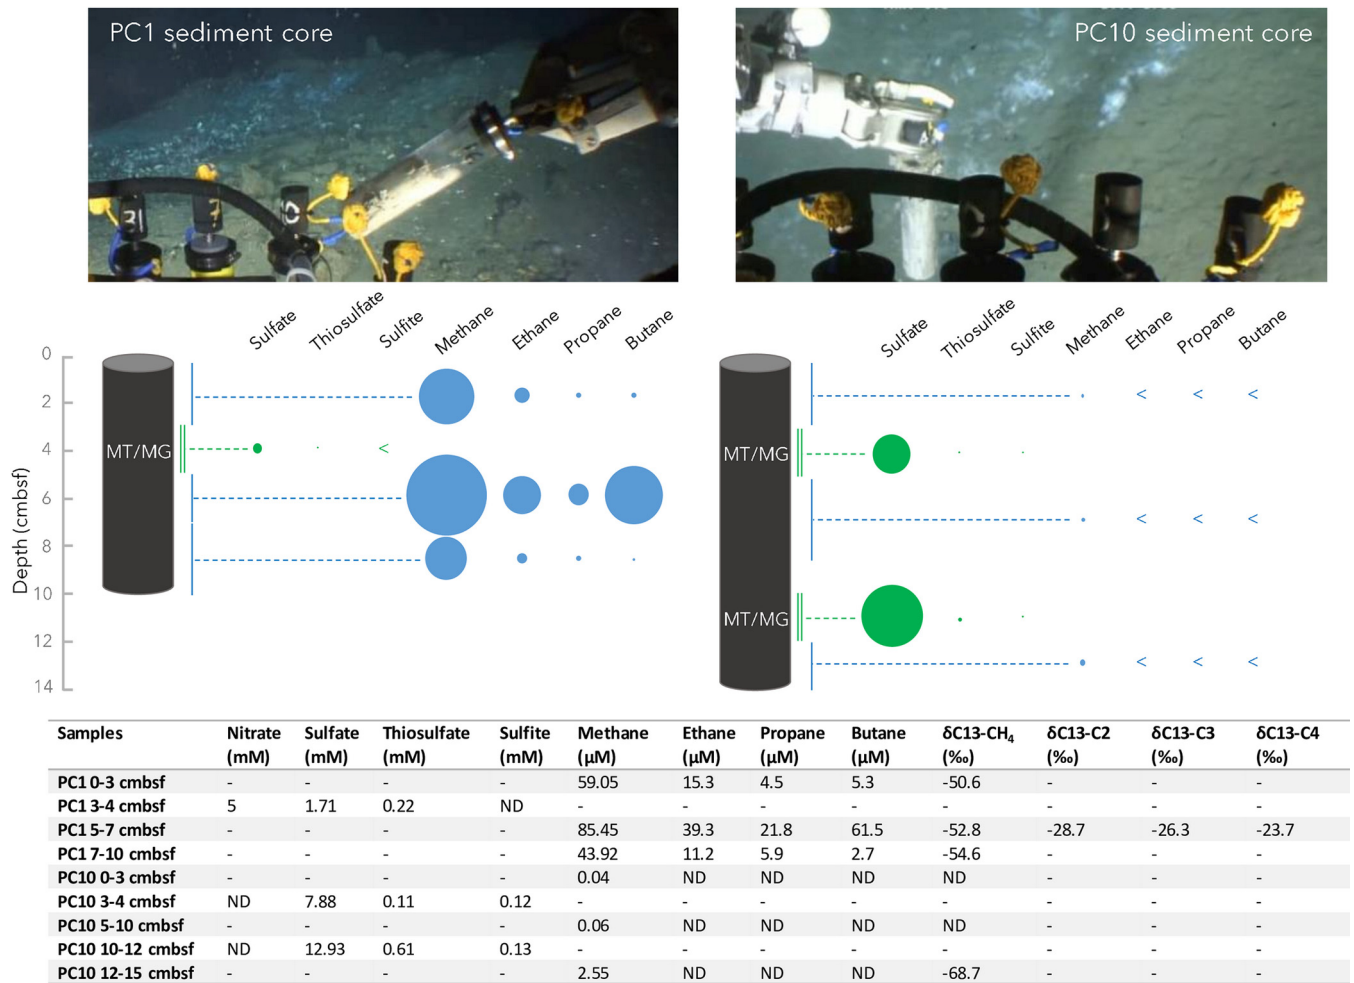 PC1 sediment core
PC10 sediment core
Sulfate Thiosulfate Sulfite Methane Ethane Propane Butane
Sulfate Thiosulfate Sulfite Methane Ethane Propane Butane
Depth (cmbsf)
0
2
4
6
8
10
12
14
MT/MG
<
< < <
MT/MG
< < <
MT/MG
< < <
Samples Nitrate (mM) Sulfate (mM) Thiosulfate (mM) Sulfite (mM) Methane (µM) Ethane (µM) Propane (µM) Butane (µM) δC13-CH₄ (‰) δC13-C2 (‰) δC13-C3 (‰) δC13-C4 (‰)
PC1 0-3 cmbsf - - - - 59.05 15.3 4.5 5.3 -50.6 - - -
PC1 3-4 cmbsf 5 1.71 0.22 ND - - - - - - - -
PC1 5-7 cmbsf - - - - 85.45 39.3 21.8 61.5 -52.8 -28.7 -26.3 -23.7
PC1 7-10 cmbsf - - - - 43.92 11.2 5.9 2.7 -54.6 - - -
PC10 0-3 cmbsf - - - - 0.04 ND ND ND ND - - -
PC10 3-4 cmbsf ND 7.88 0.11 0.12 - - - - - - - -
PC10 5-10 cmbsf - - - - 0.06 ND ND ND ND - - -
PC10 10-12 cmbsf ND 12.93 0.61 0.13 - - - - - - - -
PC10 12-15 cmbsf - - - - 2.55 ND ND ND -68.7 - - -